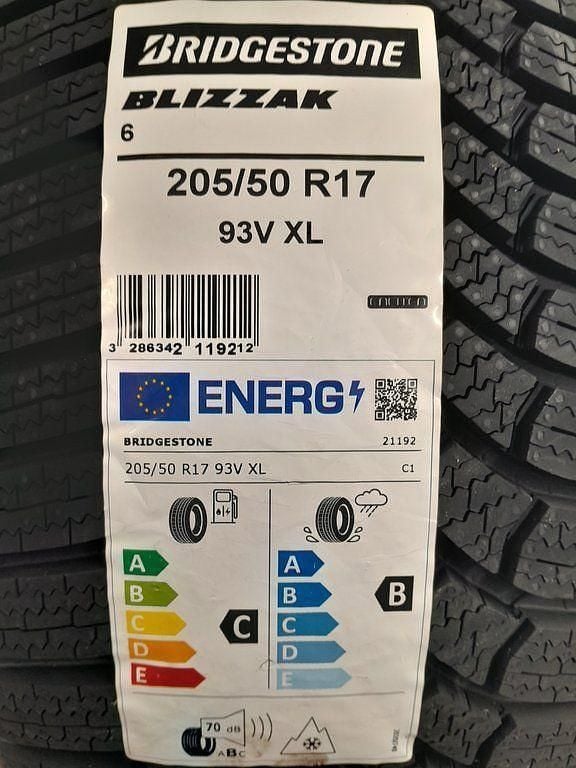 BRIDGESTONE
BLIZZAK
6
205/50 R17
93V XL
ENLITEN
3 286342 119212
ENERG
BRIDGESTONE 21192
205/50 R17 93V XL C1
A A
B B B
C C C
D D
E E
70 dB
ABC